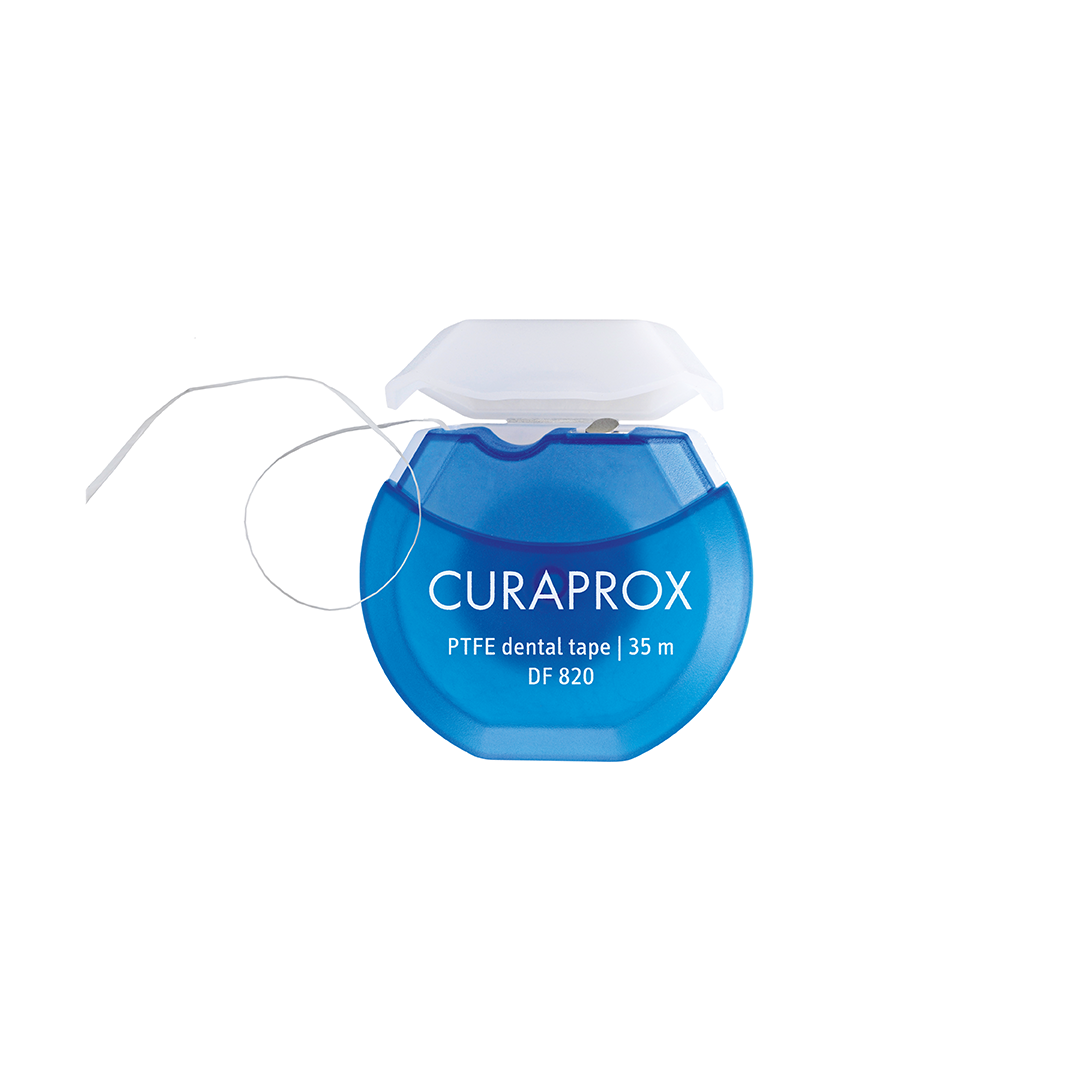 CURAPROX
PTFE dental tape | 35 m
DF 820